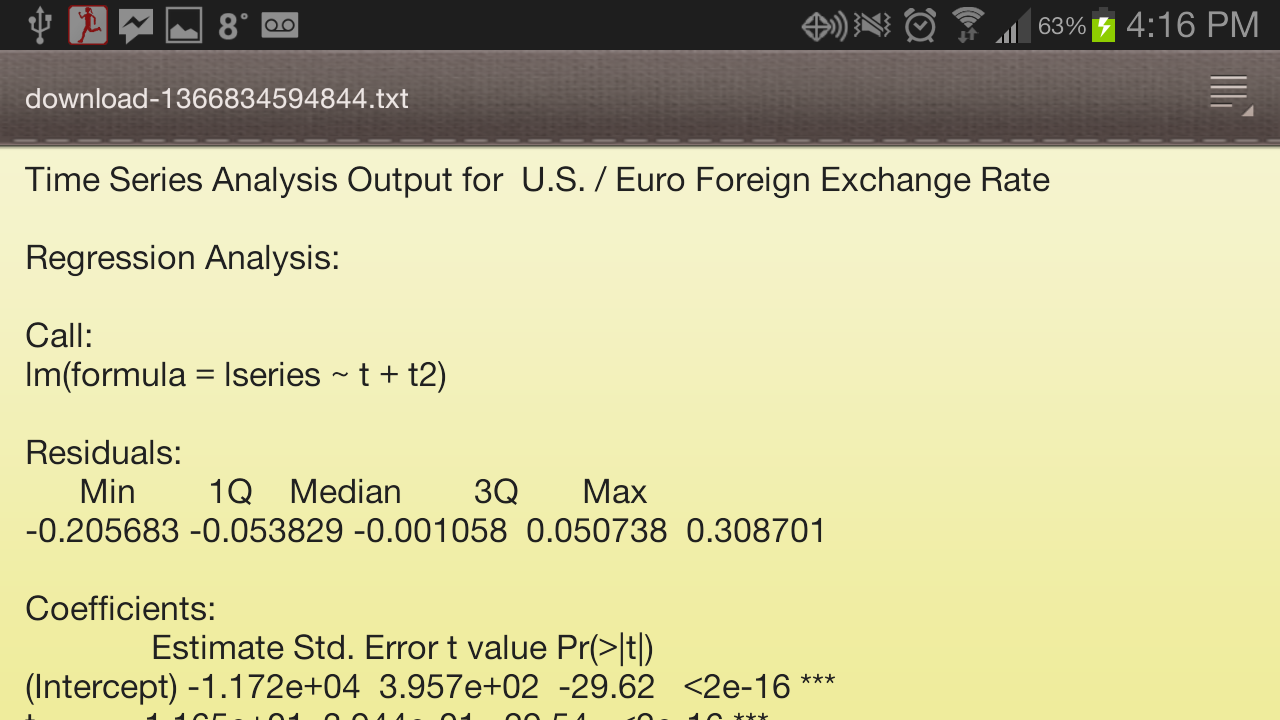 8°
63% 4:16 PM
download-1366834594844.txt
Time Series Analysis Output for  U.S. / Euro Foreign Exchange Rate
Regression Analysis:
Call:
lm(formula = lseries ~ t + t2)
Residuals:
Min 1Q Median 3Q Max
-0.205683 -0.053829 -0.001058 0.050738 0.308701
Coefficients:
Estimate Std. Error t value Pr(>|t|)
(Intercept) -1.172e+04 3.957e+02 -29.62 <2e-16 ***